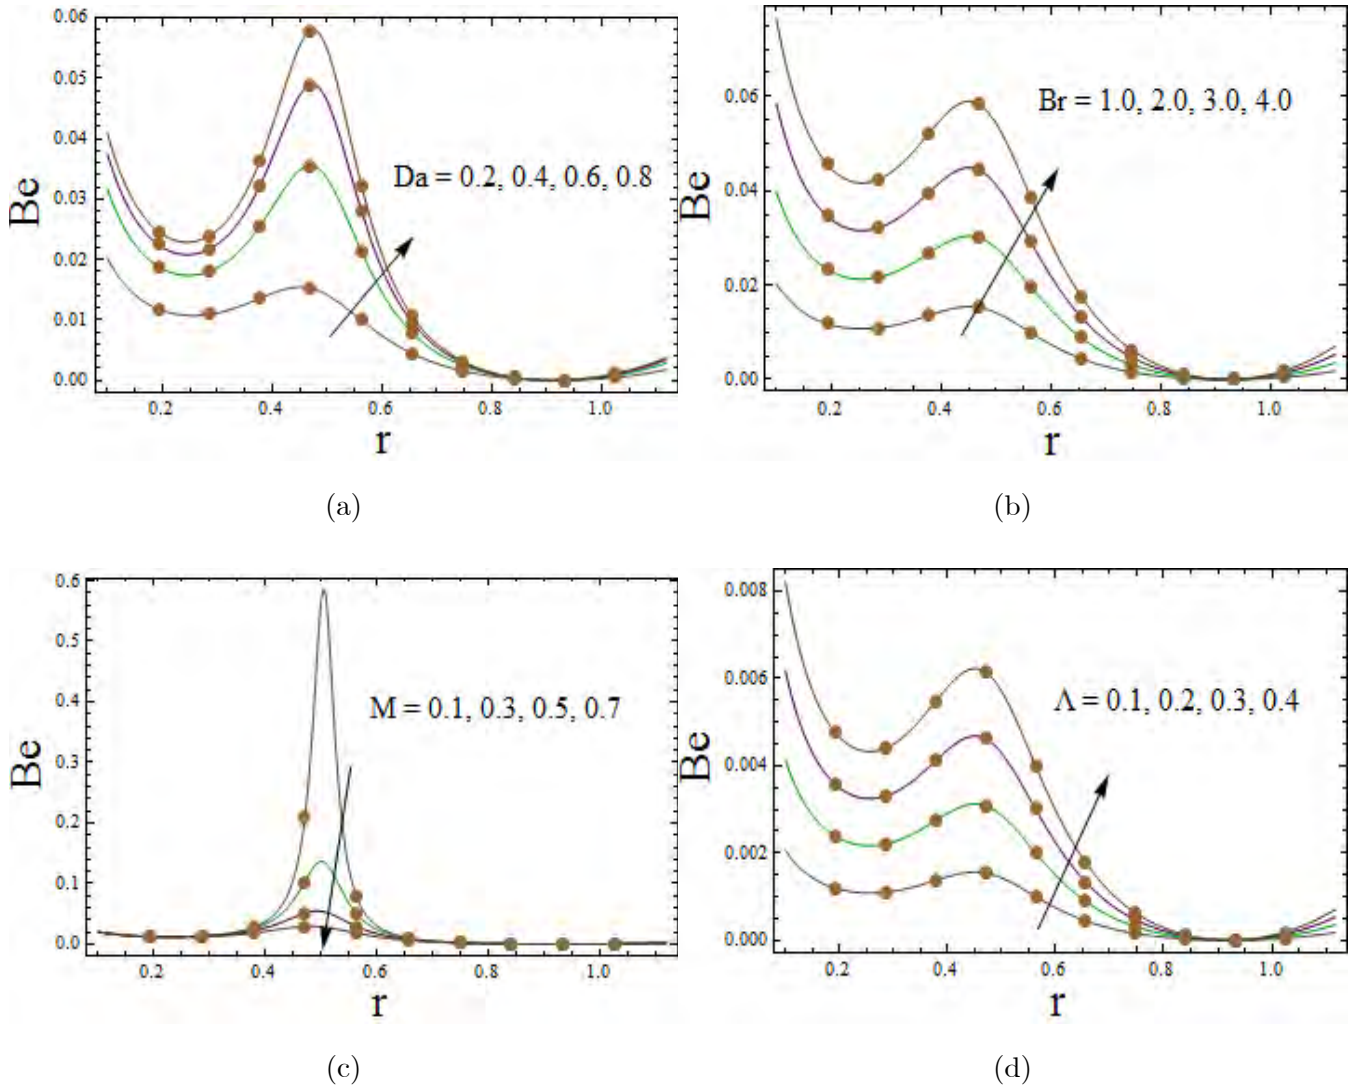 0.06
0.05
0.04
0.03
0.02
0.01
0.00
Be
Da = 0.2, 0.4, 0.6, 0.8
0.2 0.4 0.6 0.8 1.0
r
(a)
0.06
0.04
0.02
0.00
Be
Br = 1.0, 2.0, 3.0, 4.0
0.2 0.4 0.6 0.8 1.0
r
(b)
0.6
0.5
0.4
0.3
0.2
0.1
0.0
Be
M = 0.1, 0.3, 0.5, 0.7
0.2 0.4 0.6 0.8 1.0
r
(c)
0.008
0.006
0.004
0.002
0.000
Be
Λ = 0.1, 0.2, 0.3, 0.4
0.2 0.4 0.6 0.8 1.0
r
(d)